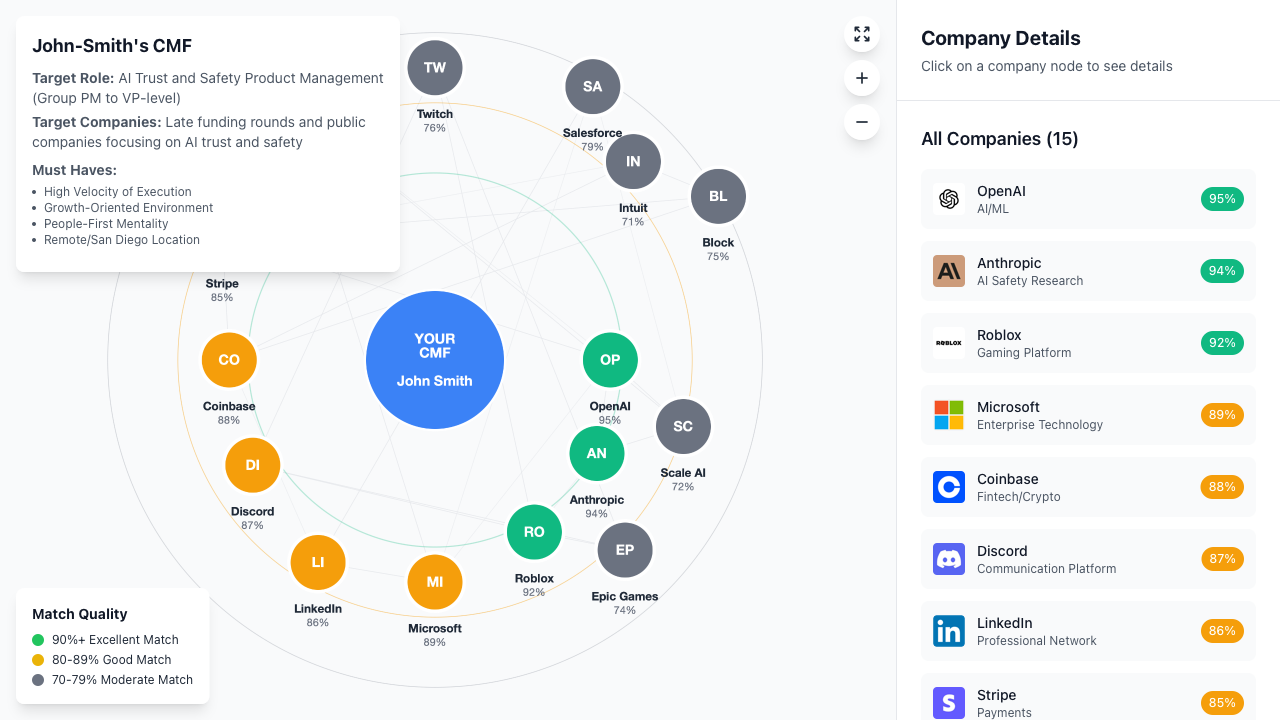 John-Smith's CMF
Target Role: AI Trust and Safety Product Management
(Group PM to VP-level)
Target Companies: Late funding rounds and public
companies focusing on AI trust and safety
Must Haves:
• High Velocity of Execution
• Growth-Oriented Environment
• People-First Mentality
• Remote/San Diego Location
TW
Twitch
76%
SA
Salesforce
79%
IN
Intuit
71%
BL
Block
75%
Stripe
85%
CO
Coinbase
88%
YOUR
CMF
John Smith
OP
OpenAI
95%
SC
Scale AI
72%
AN
Anthropic
94%
DI
Discord
87%
RO
Roblox
92%
EP
Epic Games
74%
LI
LinkedIn
86%
MI
Microsoft
89%
Match Quality
90%+ Excellent Match
80-89% Good Match
70-79% Moderate Match
Company Details
Click on a company node to see details
All Companies (15)
OpenAI
AI/ML
95%
Anthropic
AI Safety Research
94%
ROBLOX
Roblox
Gaming Platform
92%
Microsoft
Enterprise Technology
89%
Coinbase
Fintech/Crypto
88%
Discord
Communication Platform
87%
in
LinkedIn
Professional Network
86%
S
Stripe
Payments
85%